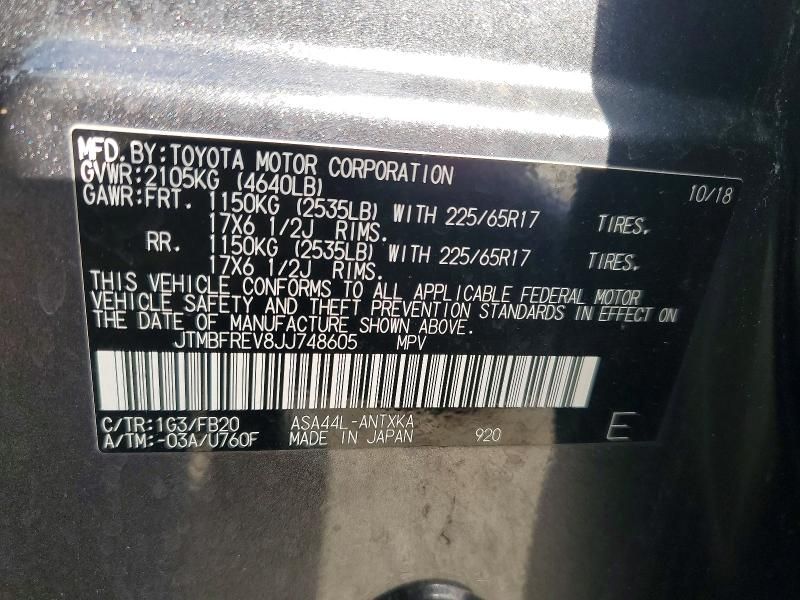 MFD. BY: TOYOTA MOTOR CORPORATION 10/18
GVWR: 2105KG (4640LB)
GAWR: FRT. 1150KG (2535LB) WITH 225/65R17 TIRES.
17X6 1/2J RIMS.
RR. 1150KG (2535LB) WITH 225/65R17 TIRES.
17X6 1/2J RIMS.
THIS VEHICLE CONFORMS TO ALL APPLICABLE FEDERAL MOTOR
VEHICLE SAFETY AND THEFT PREVENTION STANDARDS IN EFFECT ON
THE DATE OF MANUFACTURE SHOWN ABOVE.
JTMBFREV8JJ748605 MPV
C/TR: 1G3/FB20 ASA44L-ANTXKA
A/TM: -03A/U760F MADE IN JAPAN 920 E